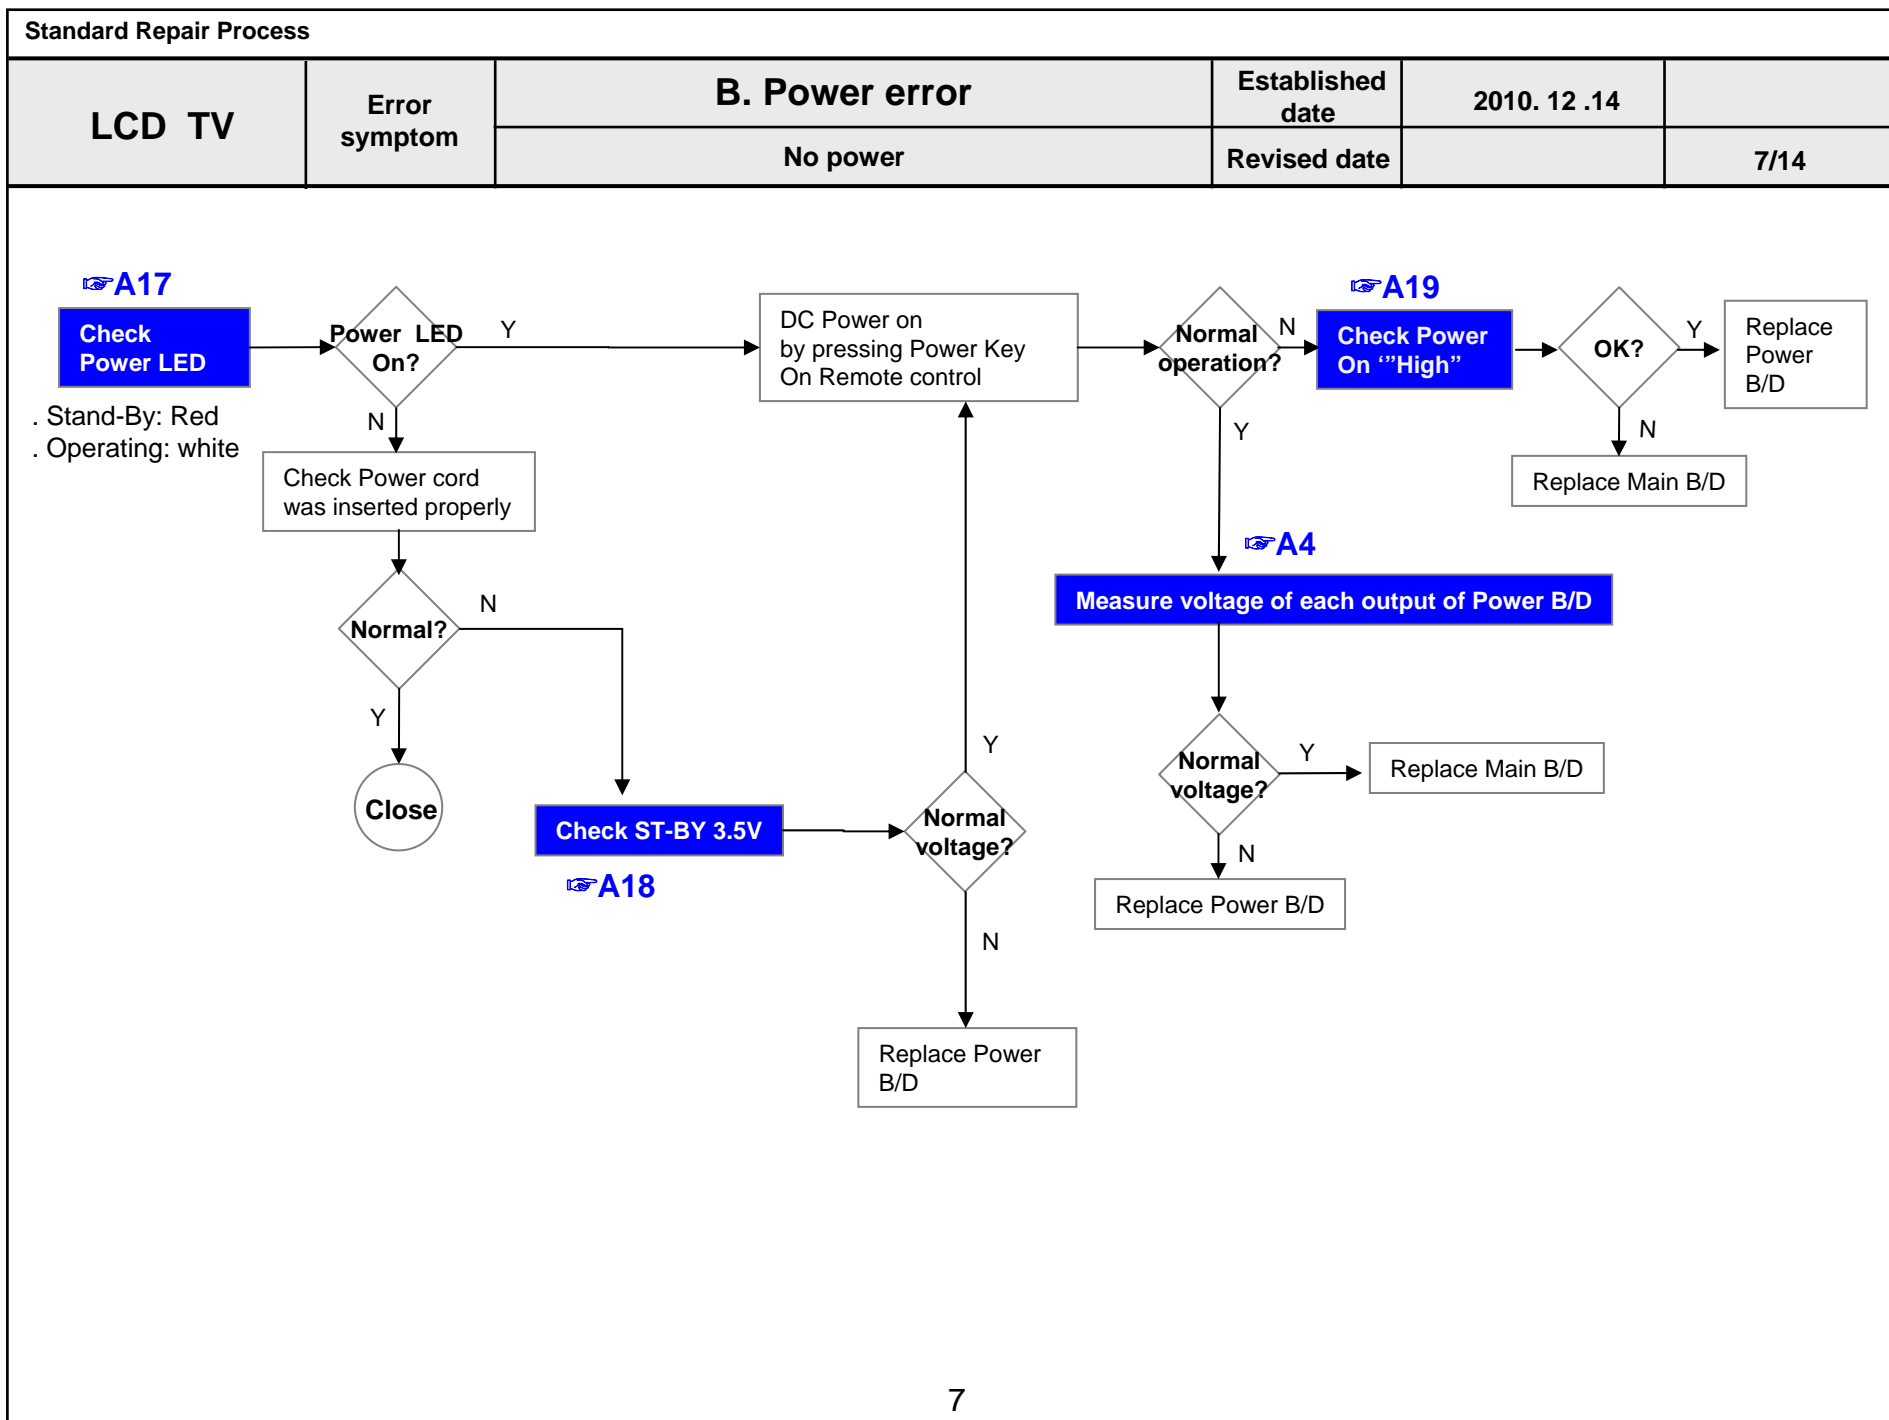 Standard Repair Process
LCD TV
Error
symptom
B. Power error
No power
Established
date
2010. 12 .14
Revised date
7/14
☞A17
Check
Power LED
. Stand-By: Red
. Operating: white
Power LED
On?
Y
N
Check Power cord
was inserted properly
Normal?
N
Y
Close
Check ST-BY 3.5V
☞A18
DC Power on
by pressing Power Key
On Remote control
Normal
voltage?
Y
N
Replace Power
B/D
Normal
operation?
N
Y
☞A19
Check Power
On ‘”High”
OK?
Y
Replace
Power
B/D
N
Replace Main B/D
☞A4
Measure voltage of each output of Power B/D
Normal
voltage?
Y
Replace Main B/D
N
Replace Power B/D
7